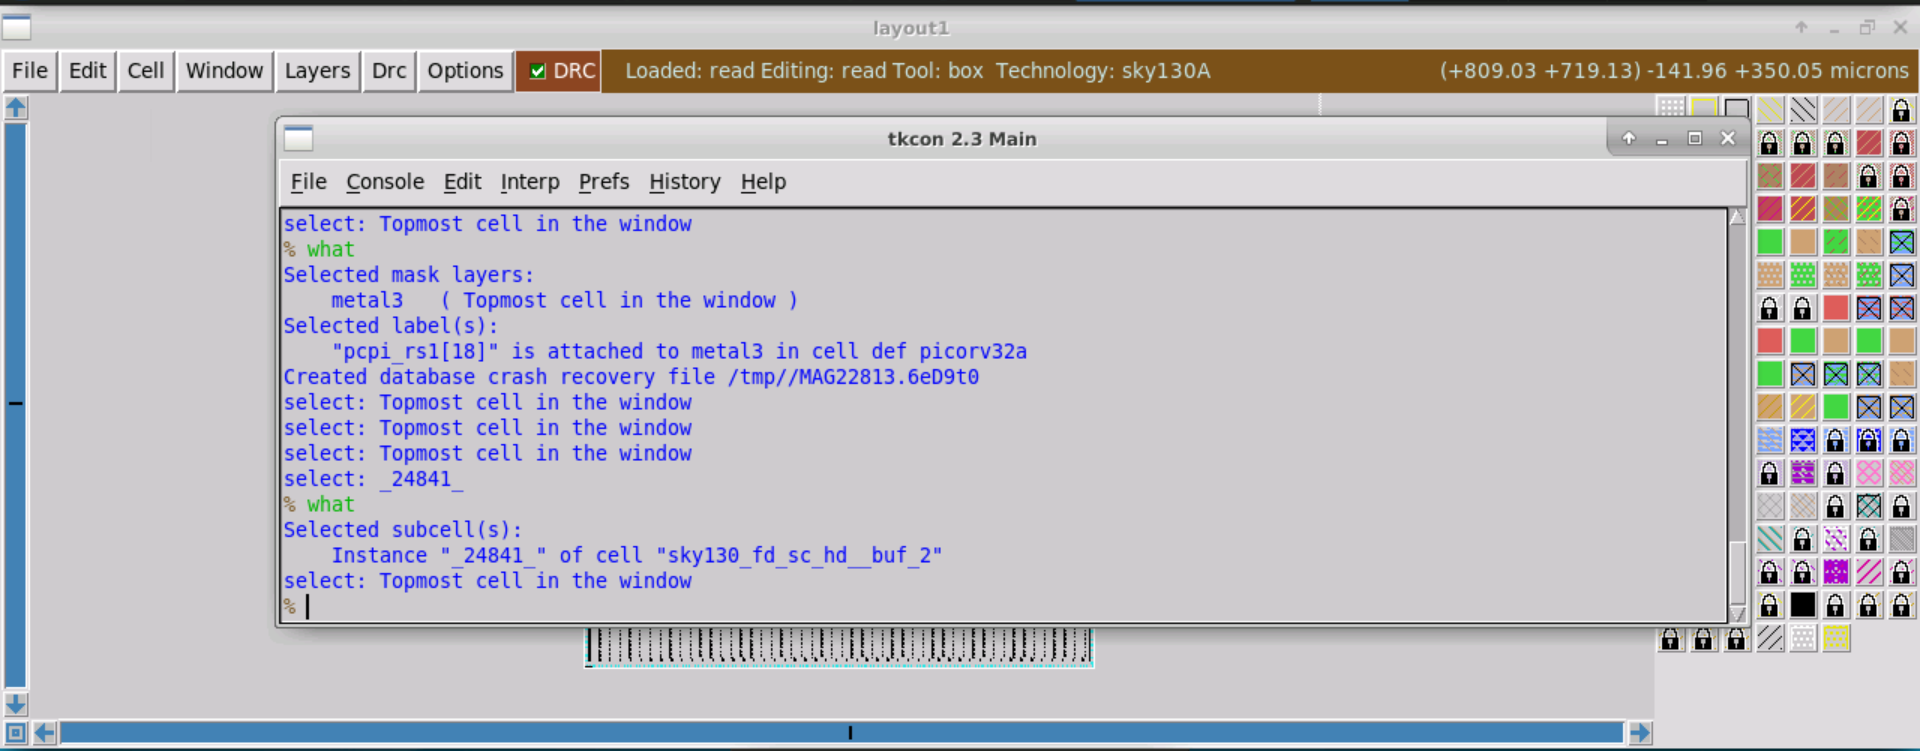 layout1
File Edit Cell Window Layers Drc Options DRC Loaded: read Editing: read Tool: box Technology: sky130A (+809.03 +719.13) -141.96 +350.05 microns
tkcon 2.3 Main
File Console Edit Interp Prefs History Help
select: Topmost cell in the window
% what
Selected mask layers:
metal3 ( Topmost cell in the window )
Selected label(s):
"pcpi_rs1[18]" is attached to metal3 in cell def picorv32a
Created database crash recovery file /tmp//MAG22813.6eD9t0
select: Topmost cell in the window
select: Topmost cell in the window
select: Topmost cell in the window
select: _24841_
% what
Selected subcell(s):
Instance "_24841_" of cell "sky130_fd_sc_hd__buf_2"
select: Topmost cell in the window
%